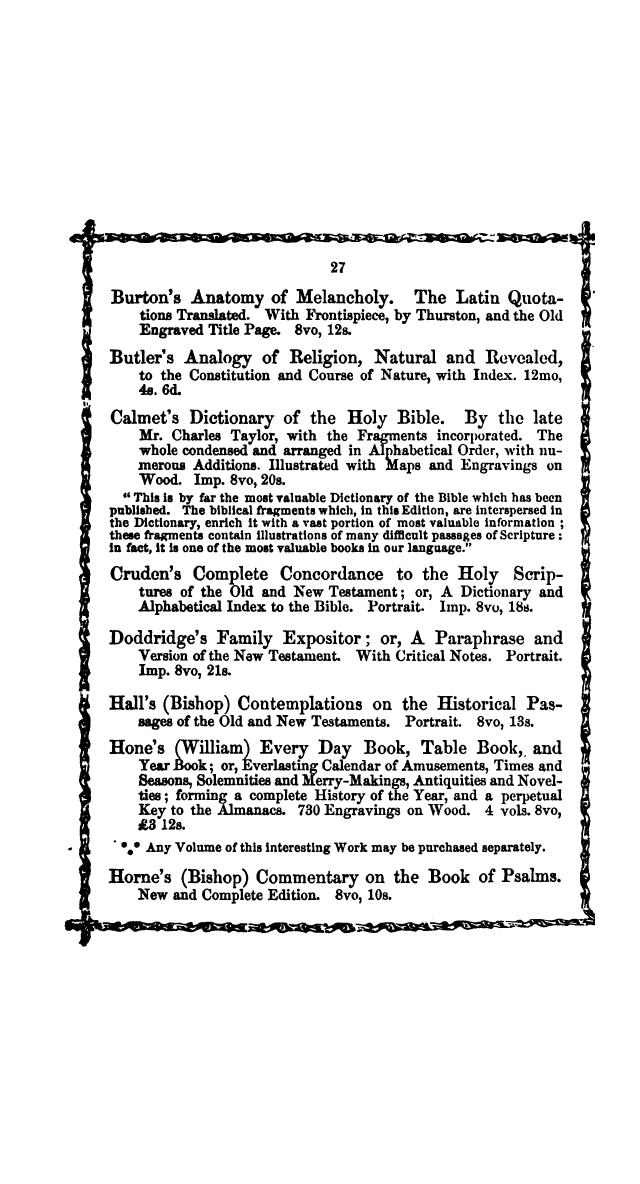 27
Burton's Anatomy of Melancholy. The Latin Quota-
tions Translated. With Frontispiece, by Thurston, and the Old
Engraved Title Page. 8vo, 12s.
Butler's Analogy of Religion, Natural and Revealed,
to the Constitution and Course of Nature, with Index. 12mo,
4s. 6d.
Calmet's Dictionary of the Holy Bible. By the late
Mr. Charles Taylor, with the Fragments incorporated. The
whole condensed and arranged in Alphabetical Order, with nu-
merous Additions. Illustrated with Maps and Engravings on
Wood. Imp. 8vo, 20s.
"This is by far the most valuable Dictionary of the Bible which has been
published. The biblical fragments which, in this Edition, are interspersed in
the Dictionary, enrich it with a vast portion of most valuable information ;
these fragments contain illustrations of many difficult passages of Scripture :
in fact, it is one of the most valuable books in our language."
Cruden's Complete Concordance to the Holy Scrip-
tures of the Old and New Testament; or, A Dictionary and
Alphabetical Index to the Bible. Portrait. Imp. 8vo, 18s.
Doddridge's Family Expositor; or, A Paraphrase and
Version of the New Testament. With Critical Notes. Portrait.
Imp. 8vo, 21s.
Hall's (Bishop) Contemplations on the Historical Pas-
sages of the Old and New Testaments. Portrait. 8vo, 13s.
Hone's (William) Every Day Book, Table Book, and
Year Book; or, Everlasting Calendar of Amusements, Times and
Seasons, Solemnities and Merry-Makings, Antiquities and Novel-
ties; forming a complete History of the Year, and a perpetual
Key to the Almanacs. 730 Engravings on Wood. 4 vols. 8vo,
£3 12s.
*** Any Volume of this interesting Work may be purchased separately.
Horne's (Bishop) Commentary on the Book of Psalms.
New and Complete Edition. 8vo, 10s.